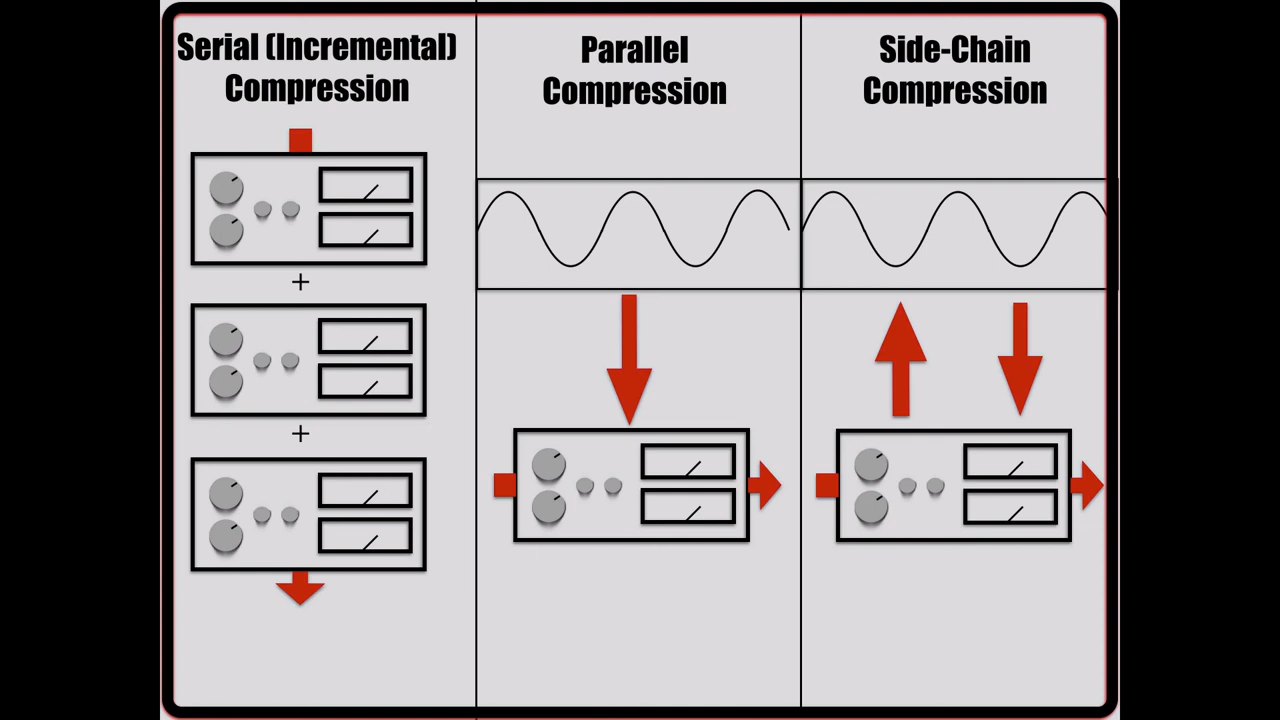 Serial (Incremental)
Compression
+
+
Parallel
Compression
Side-Chain
Compression